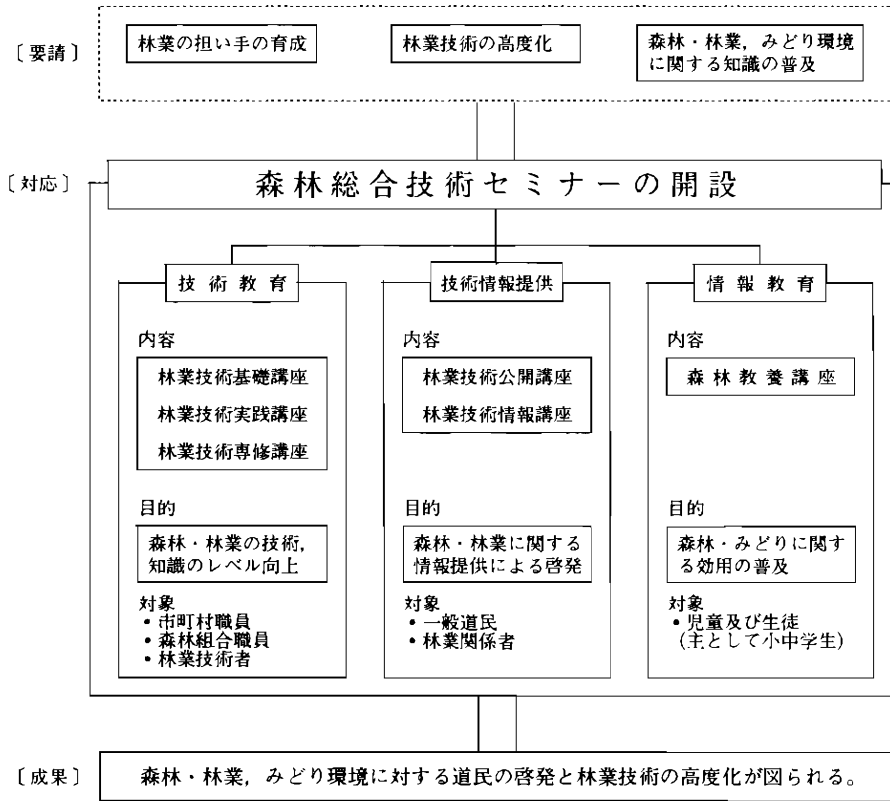 〔要請〕
林業の担い手の育成
林業技術の高度化
森林・林業，みどり環境
に関する知識の普及
〔対応〕
森林総合技術セミナーの開設
技術教育
内容
林業技術基礎講座
林業技術実践講座
林業技術専修講座
目的
森林・林業の技術，
知識のレベル向上
対象
・市町村職員
・森林組合職員
・林業技術者
技術情報提供
内容
林業技術公開講座
林業技術情報講座
目的
森林・林業に関する
情報提供による啓発
対象
・一般道民
・林業関係者
情報教育
内容
森林教養講座
目的
森林・みどりに関す
る効用の普及
対象
・児童及び生徒
(主として小中学生)
〔成果〕
森林・林業，みどり環境に対する道民の啓発と林業技術の高度化が図られる。